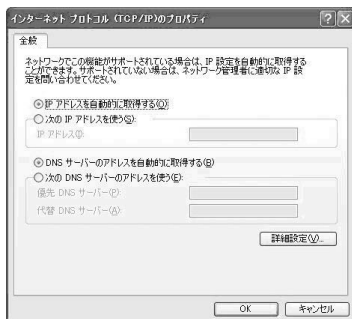 インターネット プロトコル (TCP/IP)のプロパティ
全般
ネットワークでこの機能がサポートされている場合は、IP 設定を自動的に取得する
ことができます。サポートされていない場合は、ネットワーク管理者に適切な IP 設
定を問い合わせてください。
IP アドレスを自動的に取得する(O)
次の IP アドレスを使う(S):
IP アドレス(I):
DNS サーバーのアドレスを自動的に取得する(B)
次の DNS サーバーのアドレスを使う(E):
優先 DNS サーバー(P):
代替 DNS サーバー(A):
詳細設定(V)...
OK
キャンセル